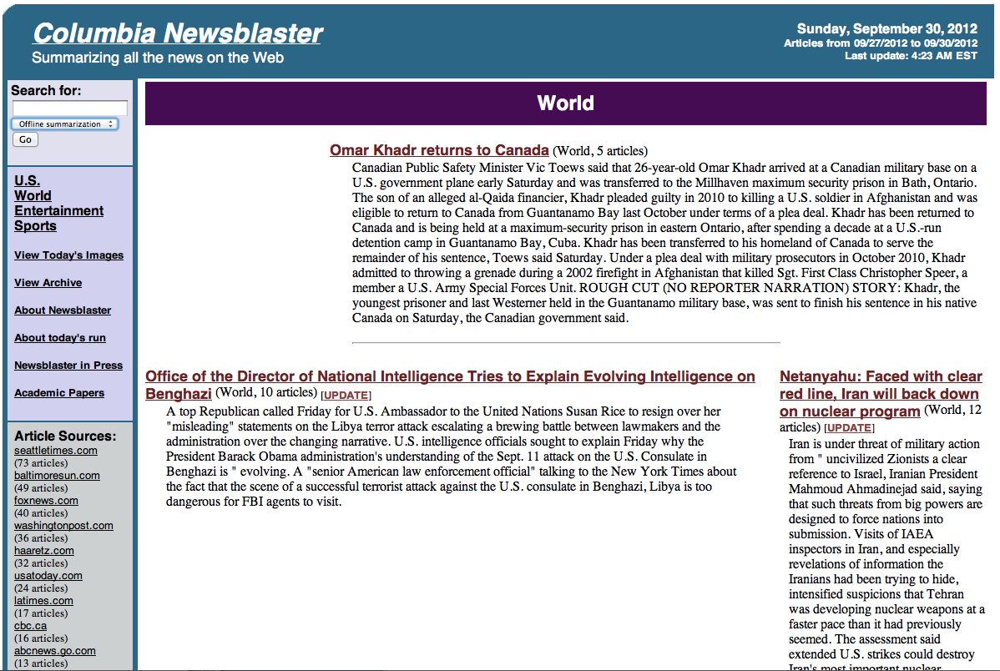 Columbia Newsblaster
Summarizing all the news on the Web
Sunday, September 30, 2012
Articles from 09/27/2012 to 09/30/2012
Last update: 4:23 AM EST
Search for:
Offline summarization
Go
U.S.
World
Entertainment
Sports
View Today's Images
View Archive
About Newsblaster
About today's run
Newsblaster in Press
Academic Papers
Article Sources:
seattletimes.com
(73 articles)
baltimoresun.com
(49 articles)
foxnews.com
(40 articles)
washingtonpost.com
(36 articles)
haaretz.com
(32 articles)
usatoday.com
(24 articles)
latimes.com
(17 articles)
cbc.ca
(16 articles)
abcnews.go.com
(13 articles)
World
Omar Khadr returns to Canada (World, 5 articles)
Canadian Public Safety Minister Vic Toews said that 26-year-old Omar Khadr arrived at a Canadian military base on a
U.S. government plane early Saturday and was transferred to the Millhaven maximum security prison in Bath, Ontario.
The son of an alleged al-Qaida financier, Khadr pleaded guilty in 2010 to killing a U.S. soldier in Afghanistan and was
eligible to return to Canada from Guantanamo Bay last October under terms of a plea deal. Khadr has been returned to
Canada and is being held at a maximum-security prison in eastern Ontario, after spending a decade at a U.S.-run
detention camp in Guantanamo Bay, Cuba. Khadr has been transferred to his homeland of Canada to serve the
remainder of his sentence, Toews said Saturday. Under a plea deal with military prosecutors in October 2010, Khadr
admitted to throwing a grenade during a 2002 firefight in Afghanistan that killed Sgt. First Class Christopher Speer, a
member a U.S. Army Special Forces Unit. ROUGH CUT (NO REPORTER NARRATION) STORY: Khadr, the
youngest prisoner and last Westerner held in the Guantanamo military base, was sent to finish his sentence in his native
Canada on Saturday, the Canadian government said.
Office of the Director of National Intelligence Tries to Explain Evolving Intelligence on
Benghazi (World, 10 articles) [UPDATE]
A top Republican called Friday for U.S. Ambassador to the United Nations Susan Rice to resign over her
"misleading" statements on the Libya terror attack escalating a brewing battle between lawmakers and the
administration over the changing narrative. U.S. intelligence officials sought to explain Friday why the
President Barack Obama administration's understanding of the Sept. 11 attack on the U.S. Consulate in
Benghazi is " evolving. A "senior American law enforcement official" talking to the New York Times about
the fact that the scene of a successful terrorist attack against the U.S. consulate in Benghazi, Libya is too
dangerous for FBI agents to visit.
Netanyahu: Faced with clear
red line, Iran will back down
on nuclear program (World, 12
articles) [UPDATE]
Iran is under threat of military action
from " uncivilized Zionists a clear
reference to Israel, Iranian President
Mahmoud Ahmadinejad said, saying
that such threats from big powers are
designed to force nations into
submission. Visits of IAEA
inspectors in Iran, and especially
revelations of information the
Iranians had been trying to hide,
intensified suspicions that Tehran
was developing nuclear weapons at a
faster pace than it had previously
seemed. The assessment said
extended U.S. strikes could destroy
Iran's most important nuclear